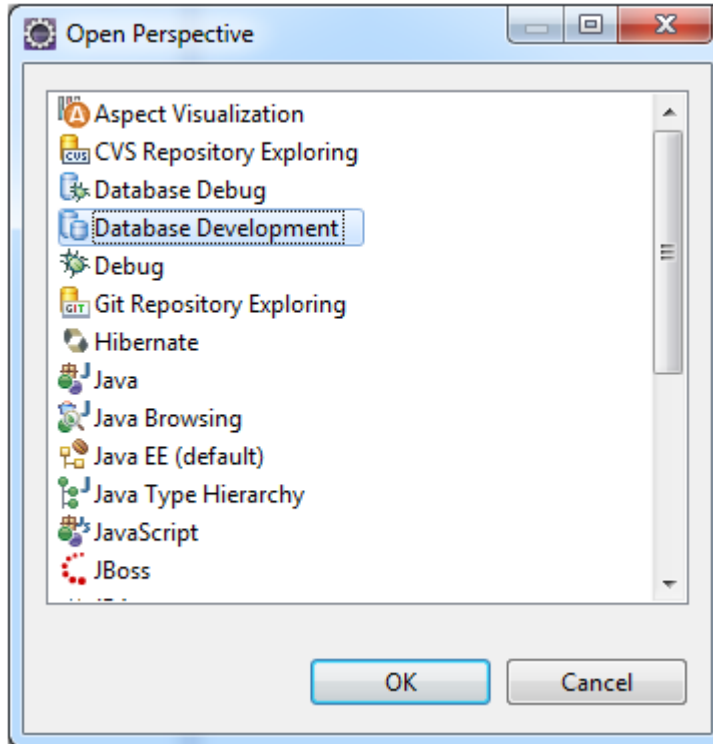 Open Perspective
Aspect Visualization
CVS Repository Exploring
Database Debug
Database Development
Debug
Git Repository Exploring
Hibernate
Java
Java Browsing
Java EE (default)
Java Type Hierarchy
JavaScript
JBoss
OK
Cancel